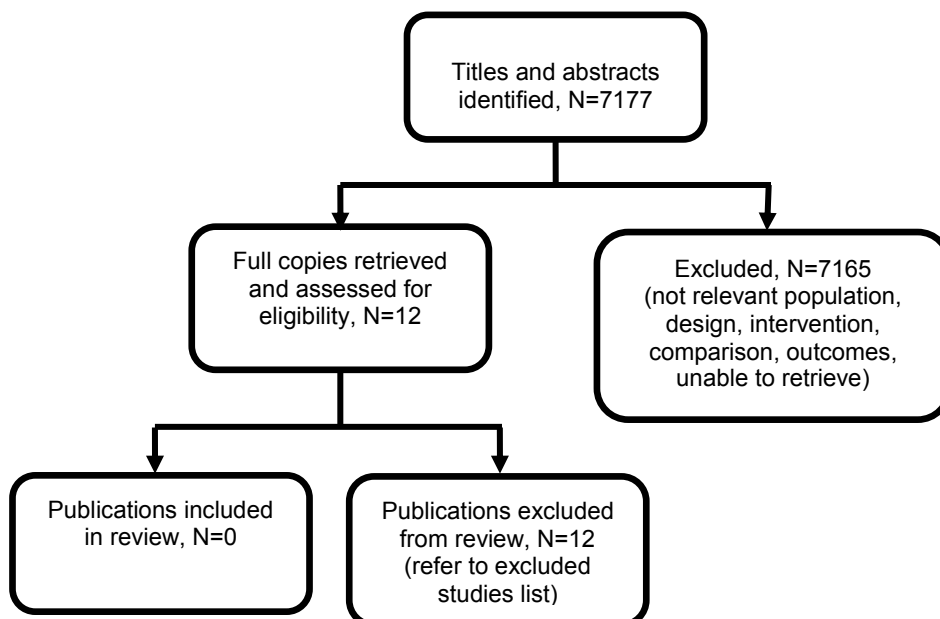 Titles and abstracts
identified, N=7177
Full copies retrieved
and assessed for
eligibility, N=12
Excluded, N=7165
(not relevant population,
design, intervention,
comparison, outcomes,
unable to retrieve)
Publications included
in review, N=0
Publications excluded
from review, N=12
(refer to excluded
studies list)